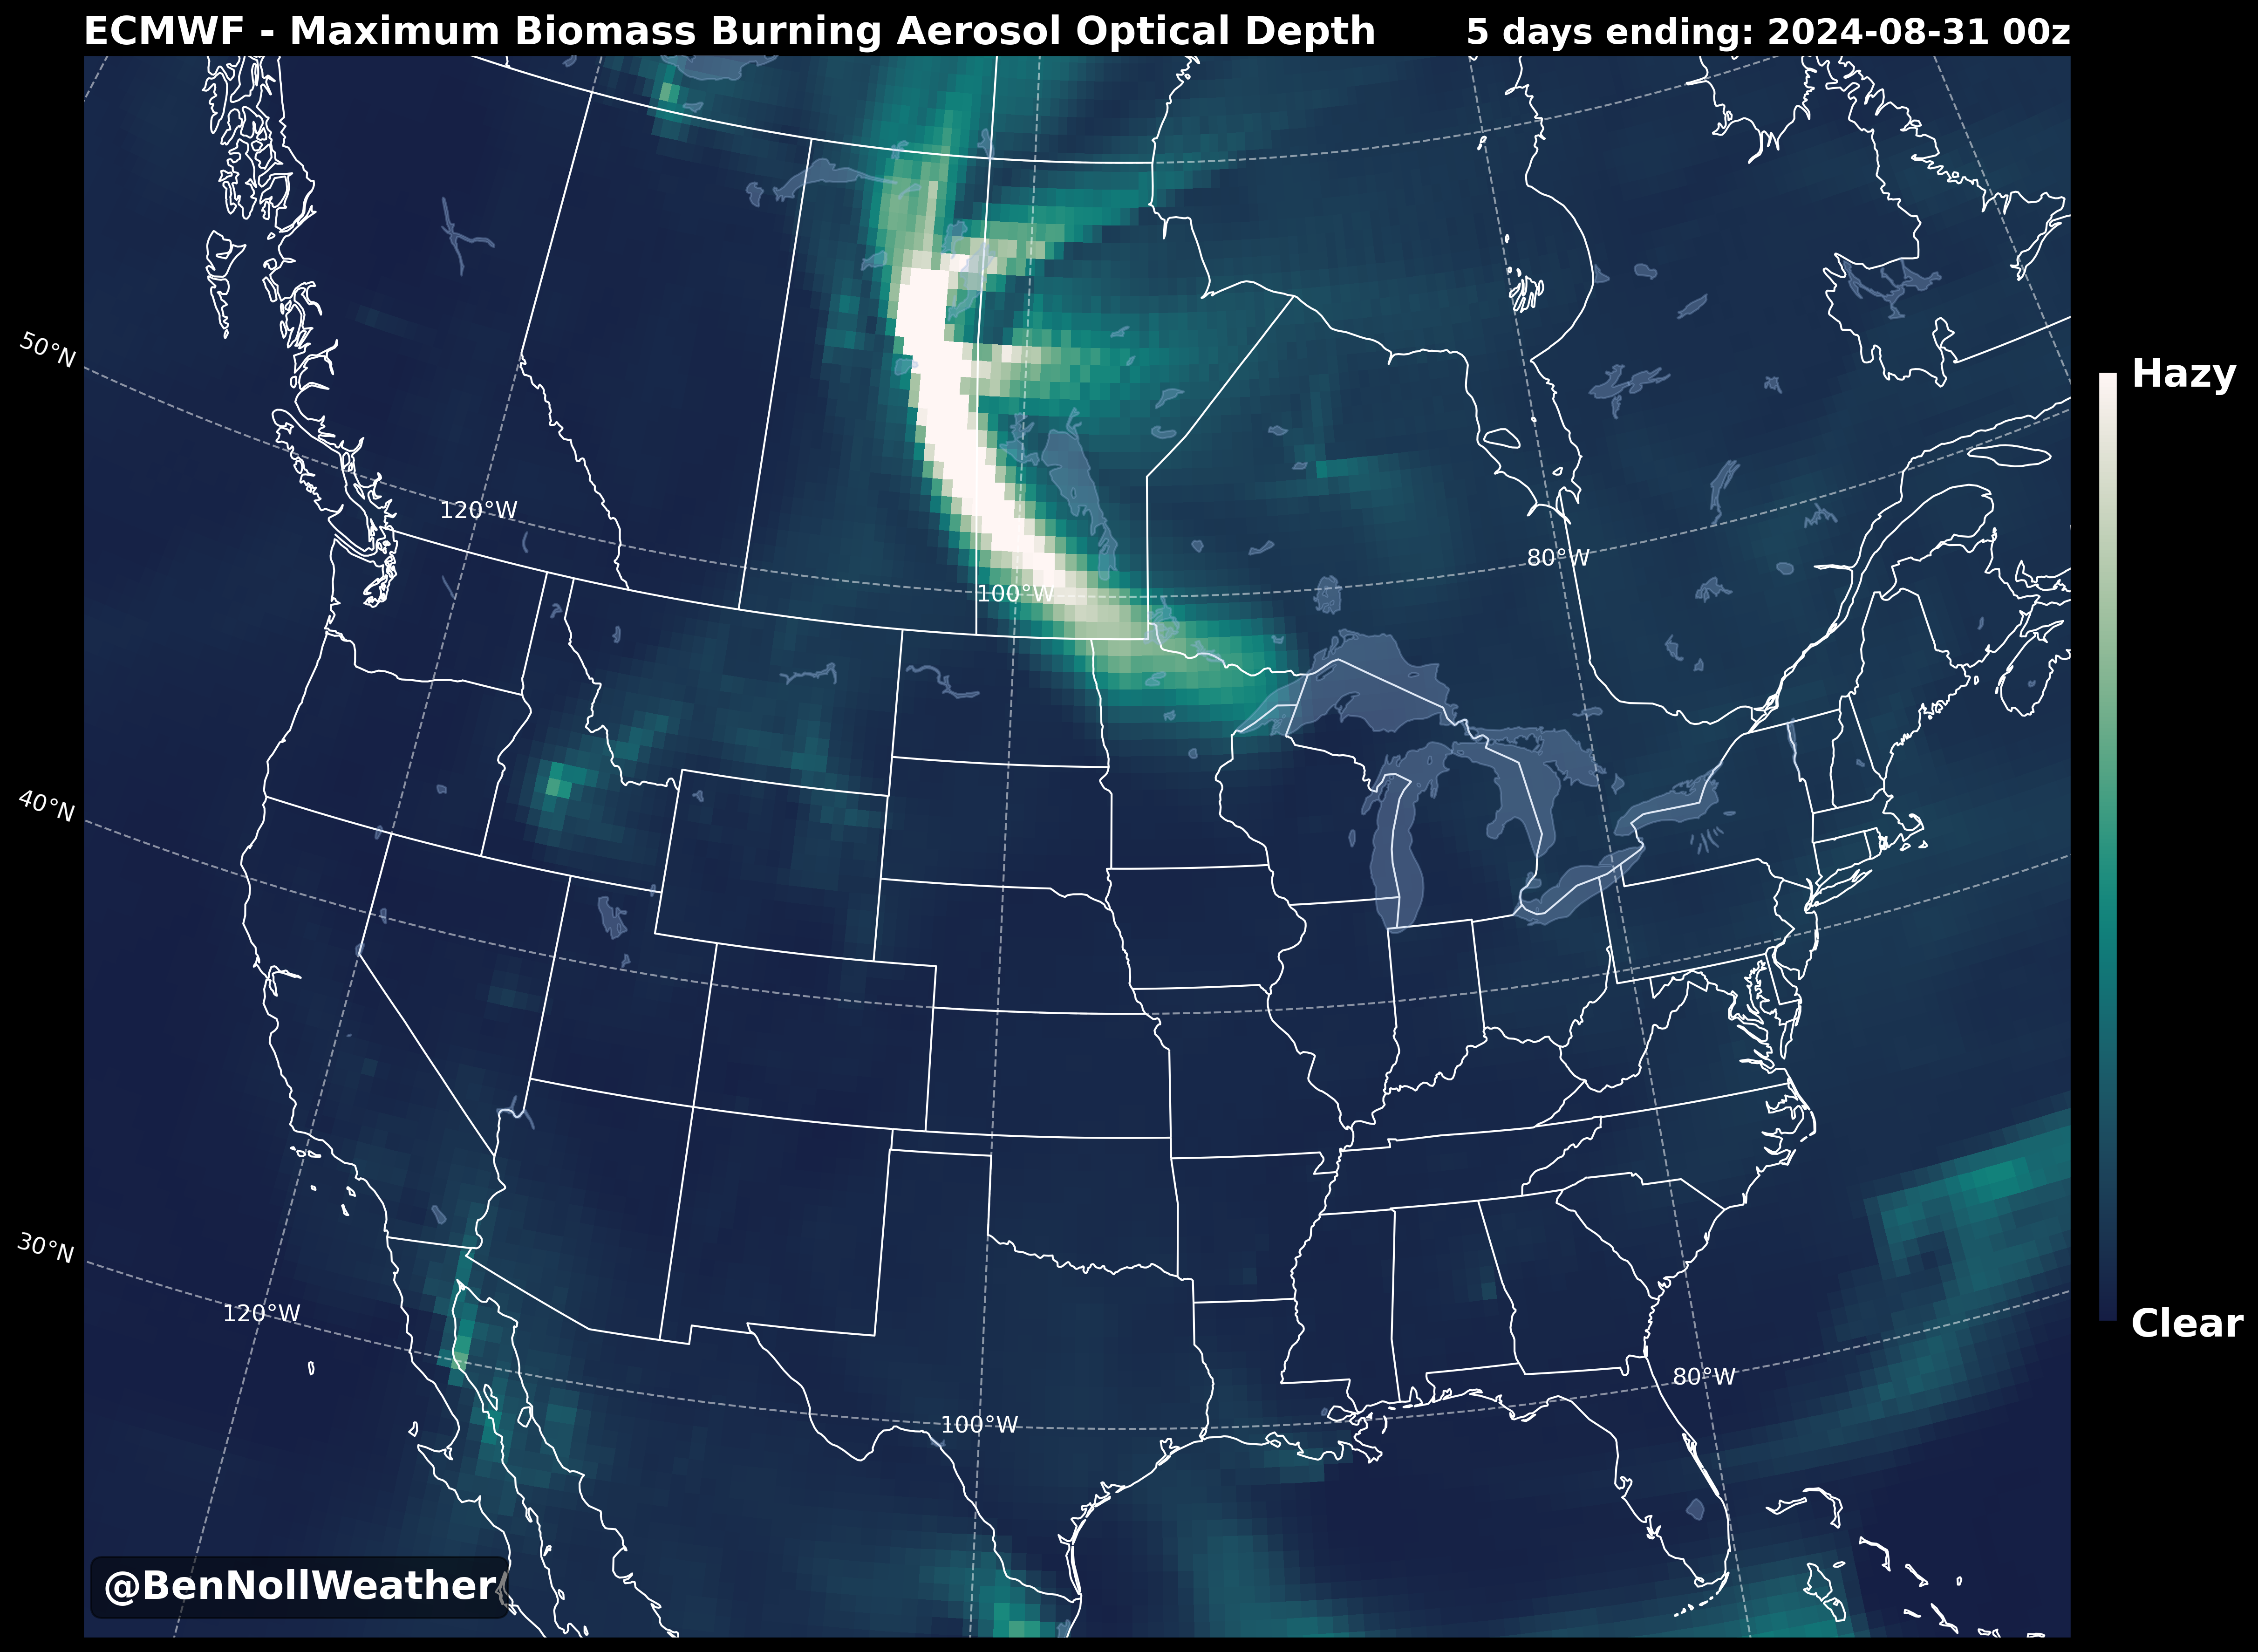 ECMWF - Maximum Biomass Burning Aerosol Optical Depth
5 days ending: 2024-08-31 00z
50°N
Hazy
120°W
80°W
100°W
40°N
30°N
120°W
Clear
80°W
100°W
@BenNollWeather